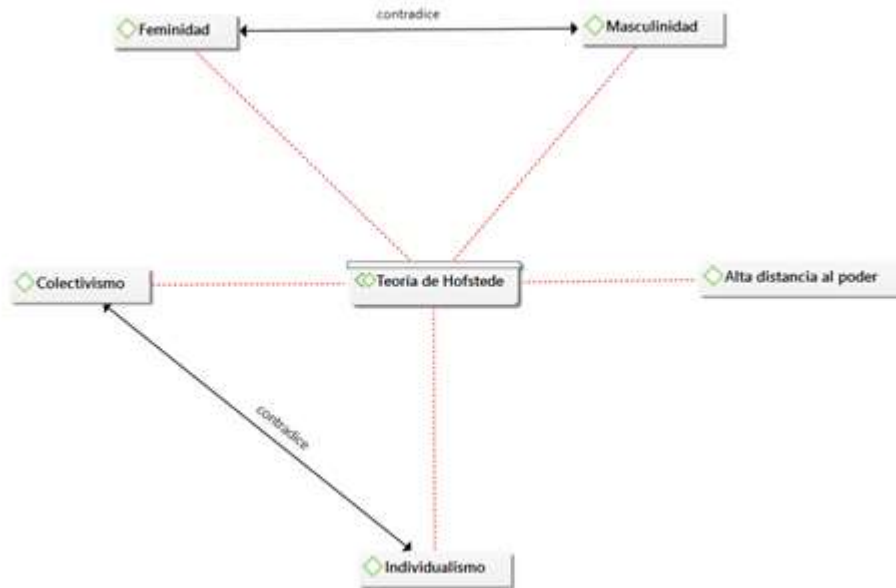 contradice
Feminidad
Masculinidad
Colectivismo
Teoría de Hofstede
Alta distancia al poder
contradice
Individualismo